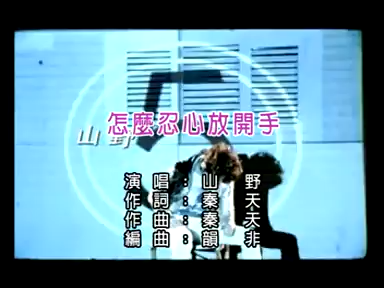 怎麼忍心放開手
山野
演唱：山野
作詞：秦天
作曲：秦天
編曲：韻非